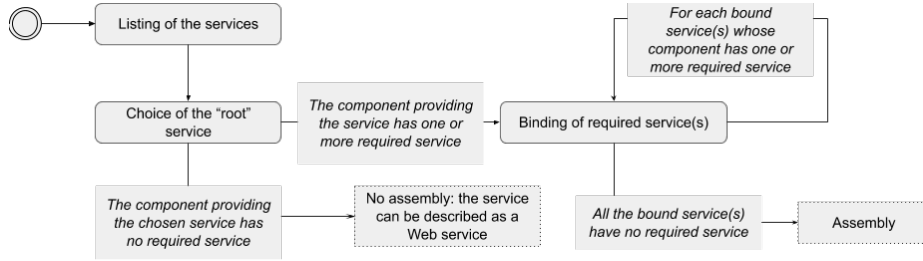 Listing of the services
For each bound
service(s) whose
component has one or
more required service
Choice of the “root”
service
The component providing
the service has one or
more required service
Binding of required service(s)
The component providing
the chosen service has
no required service
No assembly: the service
can be described as a
Web service
All the bound service(s)
have no required service
Assembly